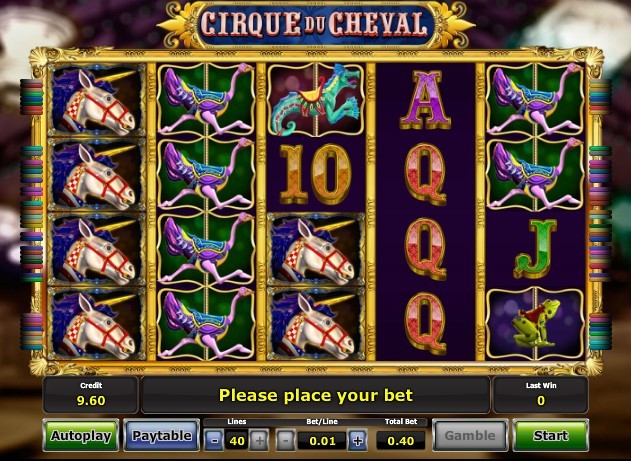 CIRQUE DU CHEVAL
A
10
Q
Q
J
Q
Credit
9.60
Please place your bet
Last Win
0
Autoplay
Paytable
Lines
- 40 +
Bet/Line
- 0.01 +
Total Bet
0.40
Gamble
Start